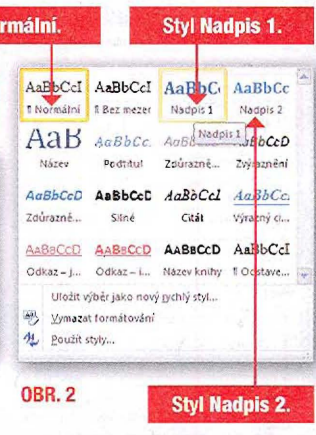 rmální.
Styl Nadpis 1.
AaBbCcI AaBbCcI AaBbC AaBbCc
¶ Normální ¶ Bez mezer Nadpis 1 Nadpis 2
AaB AaBbCc.
Nadpis 1
Název Podtitul Zdůrazně... Zvýraznění
AaBbCcD AaBbCcD AaBbCcI AaBbCc
Zdůrazně... Silné Citát Výrazný ci...
AaBbCcD AaBbCcD AaBbCcD AaBbCcI
Odkaz – j... Odkaz – i... Název knihy ¶ Odstave...
Uložit výběr jako nový rychlý styl...
Vymazat formátování
Použít styly...
OBR. 2
Styl Nadpis 2.